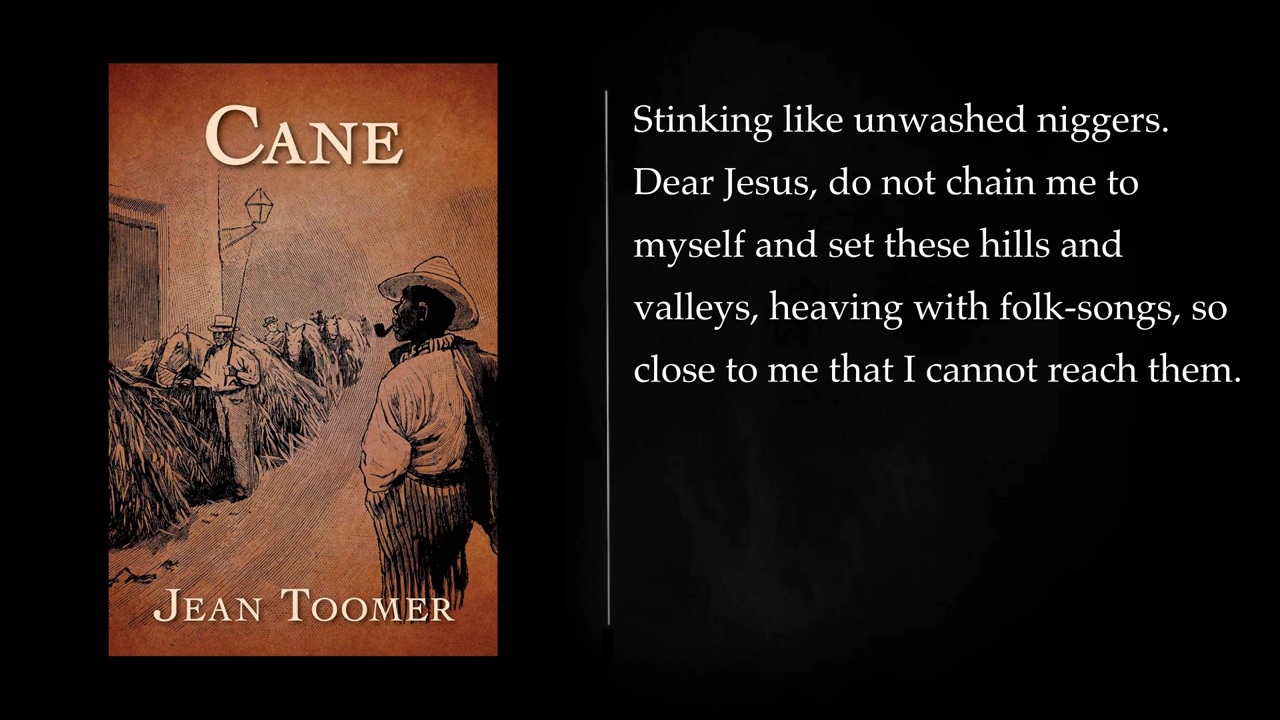 CANE
JEAN TOOMER
Stinking like unwashed niggers.
Dear Jesus, do not chain me to
myself and set these hills and
valleys, heaving with folk-songs, so
close to me that I cannot reach them.